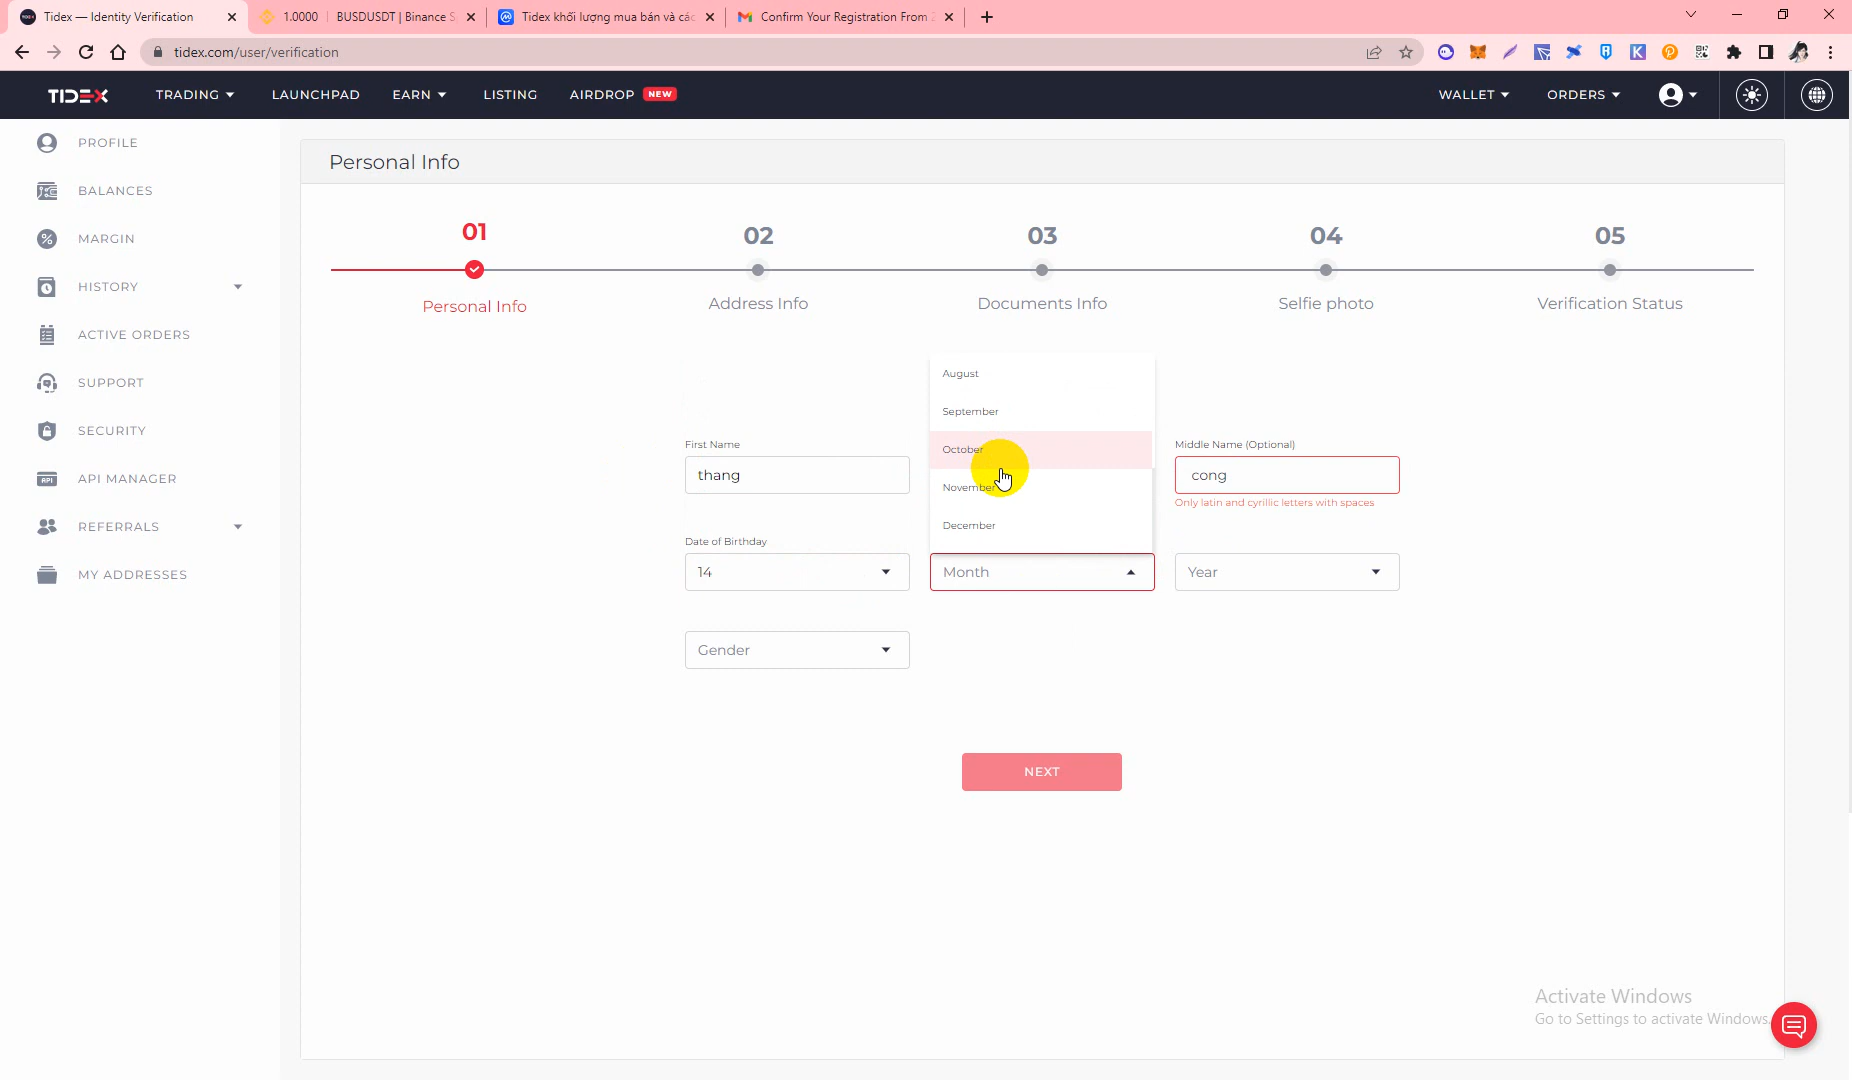 Tidex — Identity Verification
1.0000 | BUSDUSDT | Binance S
Tidex khối lượng mua bán và các
Confirm Your Registration From
tidex.com/user/verification
TIDEX
TRADING
LAUNCHPAD
EARN
LISTING
AIRDROP NEW
WALLET
ORDERS
PROFILE
BALANCES
MARGIN
HISTORY
ACTIVE ORDERS
SUPPORT
SECURITY
API MANAGER
REFERRALS
MY ADDRESSES
Personal Info
01
02
03
04
05
Personal Info
Address Info
Documents Info
Selfie photo
Verification Status
August
September
October
November
December
First Name
thang
Middle Name (Optional)
cong
Only latin and cyrillic letters with spaces
Date of Birthday
14
Month
Year
Gender
NEXT
Activate Windows
Go to Settings to activate Windows.